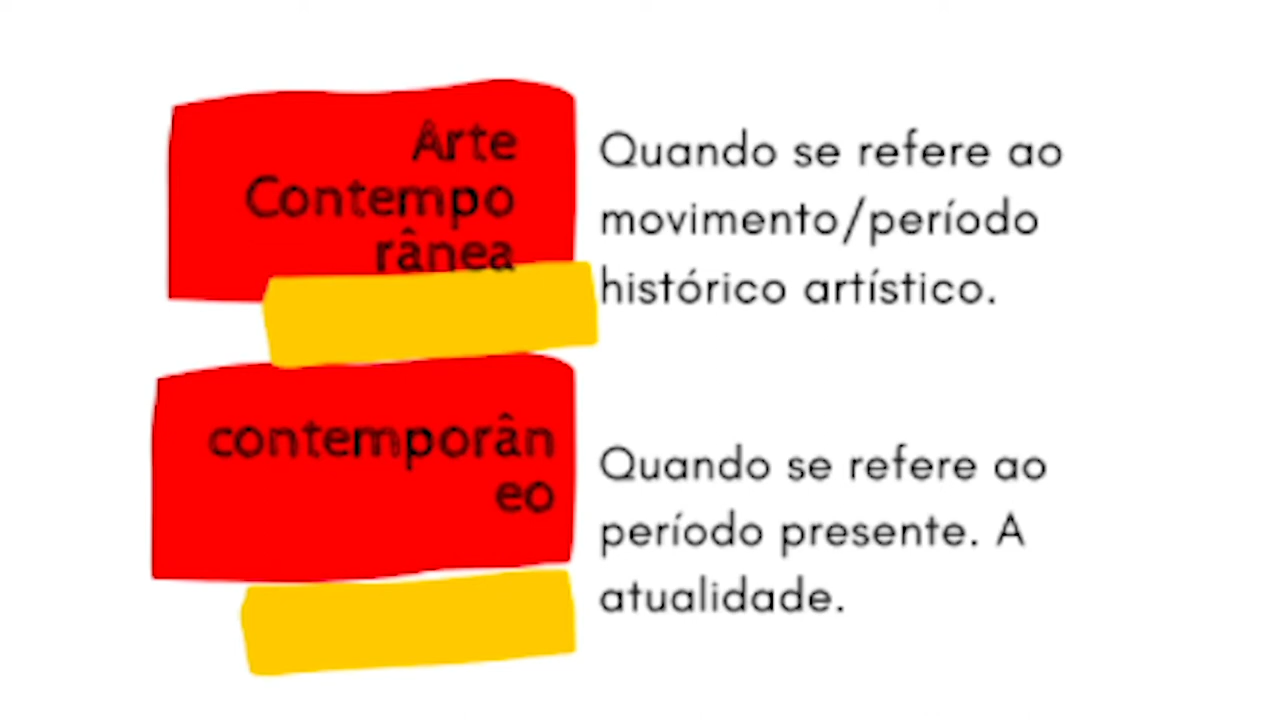 Arte
Contempo
rânea
Quando se refere ao
movimento/período
histórico artístico.
contemporân
eo
Quando se refere ao
período presente. A
atualidade.